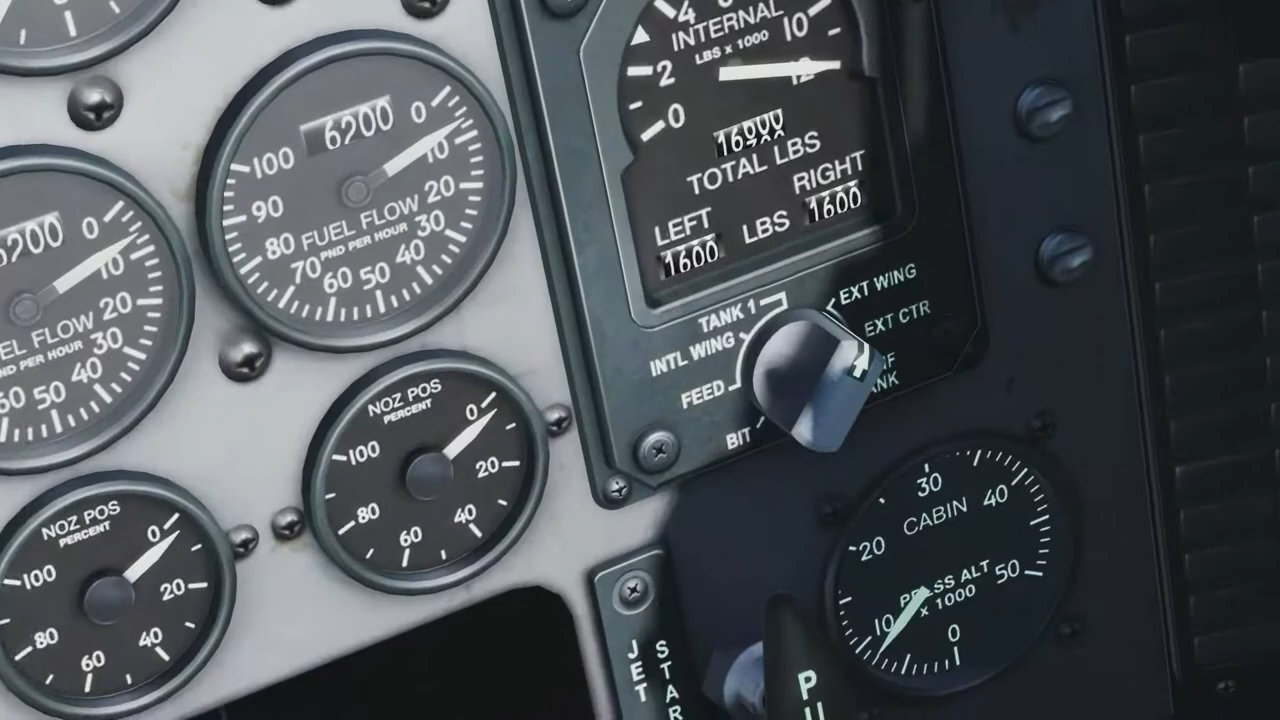 4
INTERNAL
LBS x 1000
10
2
12
0
TOTAL LBS
LEFT
LBS
RIGHT
1600
1600
TANK 1
INTL WING
FEED
BIT
EXT WING
EXT CTR
6200
0
10
20
30
40
50
60
70
80
90
100
FUEL FLOW
PND PER HOUR
200
0
10
20
30
40
50
60
FLOW
PER HOUR
NOZ POS
PERCENT
0
20
40
60
80
100
NOZ POS
PERCENT
0
20
40
60
80
100
CABIN
PRESS ALT
x 1000
0
10
20
30
40
50
JET
STAR
P